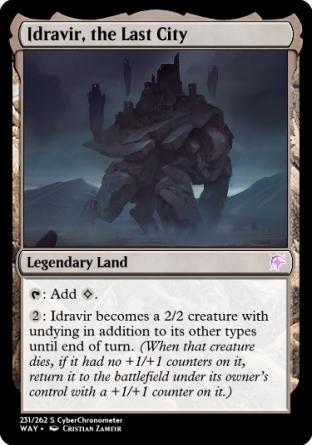 Idravir, the Last City
Legendary Land
: Add .
2: Idravir becomes a 2/2 creature with
undying in addition to its other types
until end of turn. (When that creature
dies, if it had no +1/+1 counters on it,
return it to the battlefield under its owner's
control with a +1/+1 counter on it.)
231/262 S CyberChronometer
WAY • Cristian Zamfir